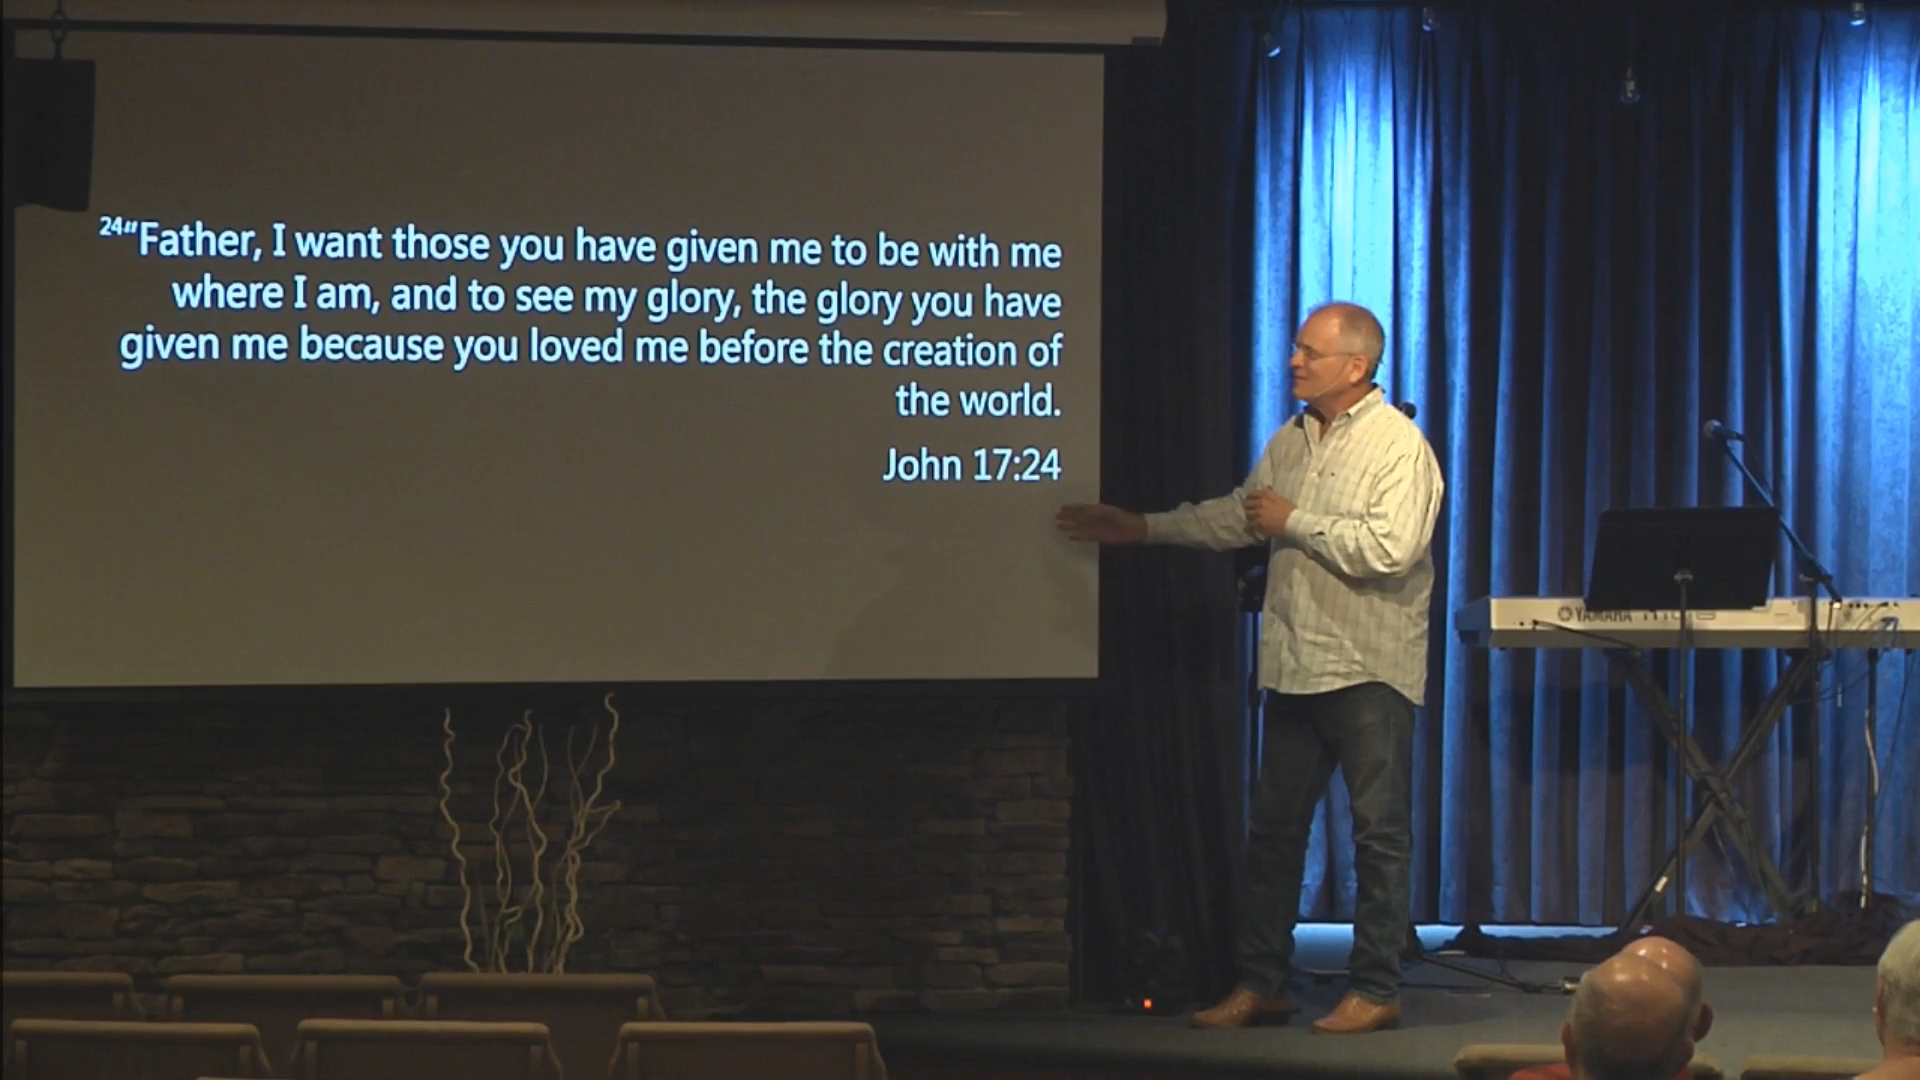 24“Father, I want those you have given me to be with me
where I am, and to see my glory, the glory you have
given me because you loved me before the creation of
the world.
John 17:24
YAMAHA